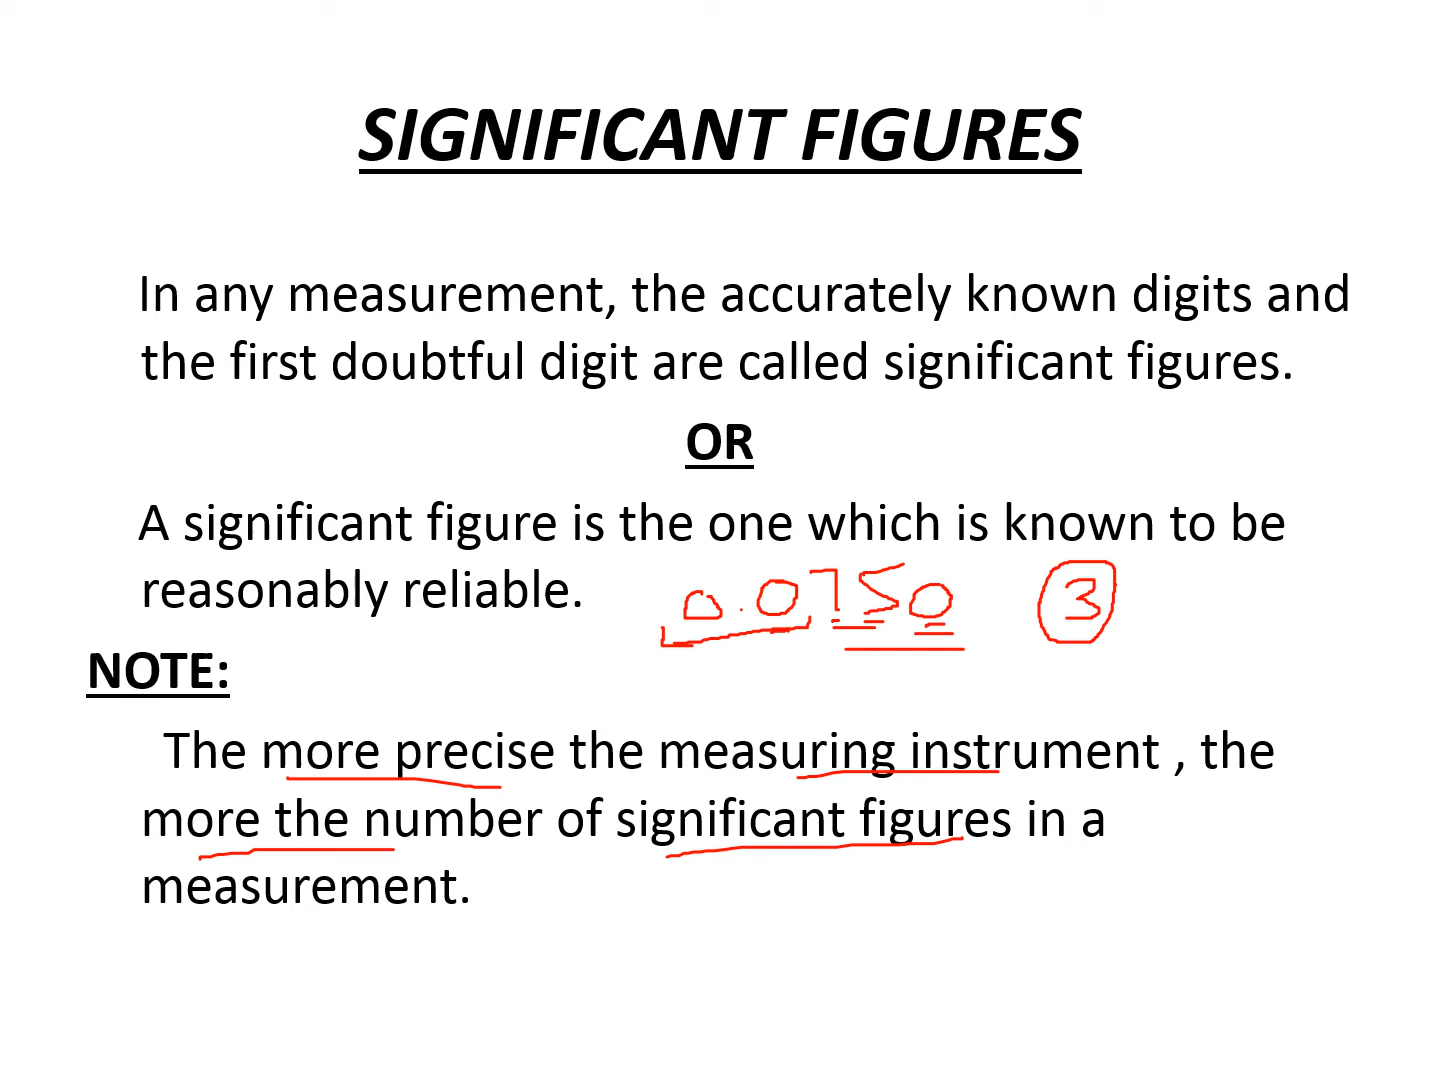 SIGNIFICANT FIGURES
In any measurement, the accurately known digits and
the first doubtful digit are called significant figures.
OR
A significant figure is the one which is known to be
reasonably reliable.
0.0750 3
NOTE:
The more precise the measuring instrument , the
more the number of significant figures in a
measurement.